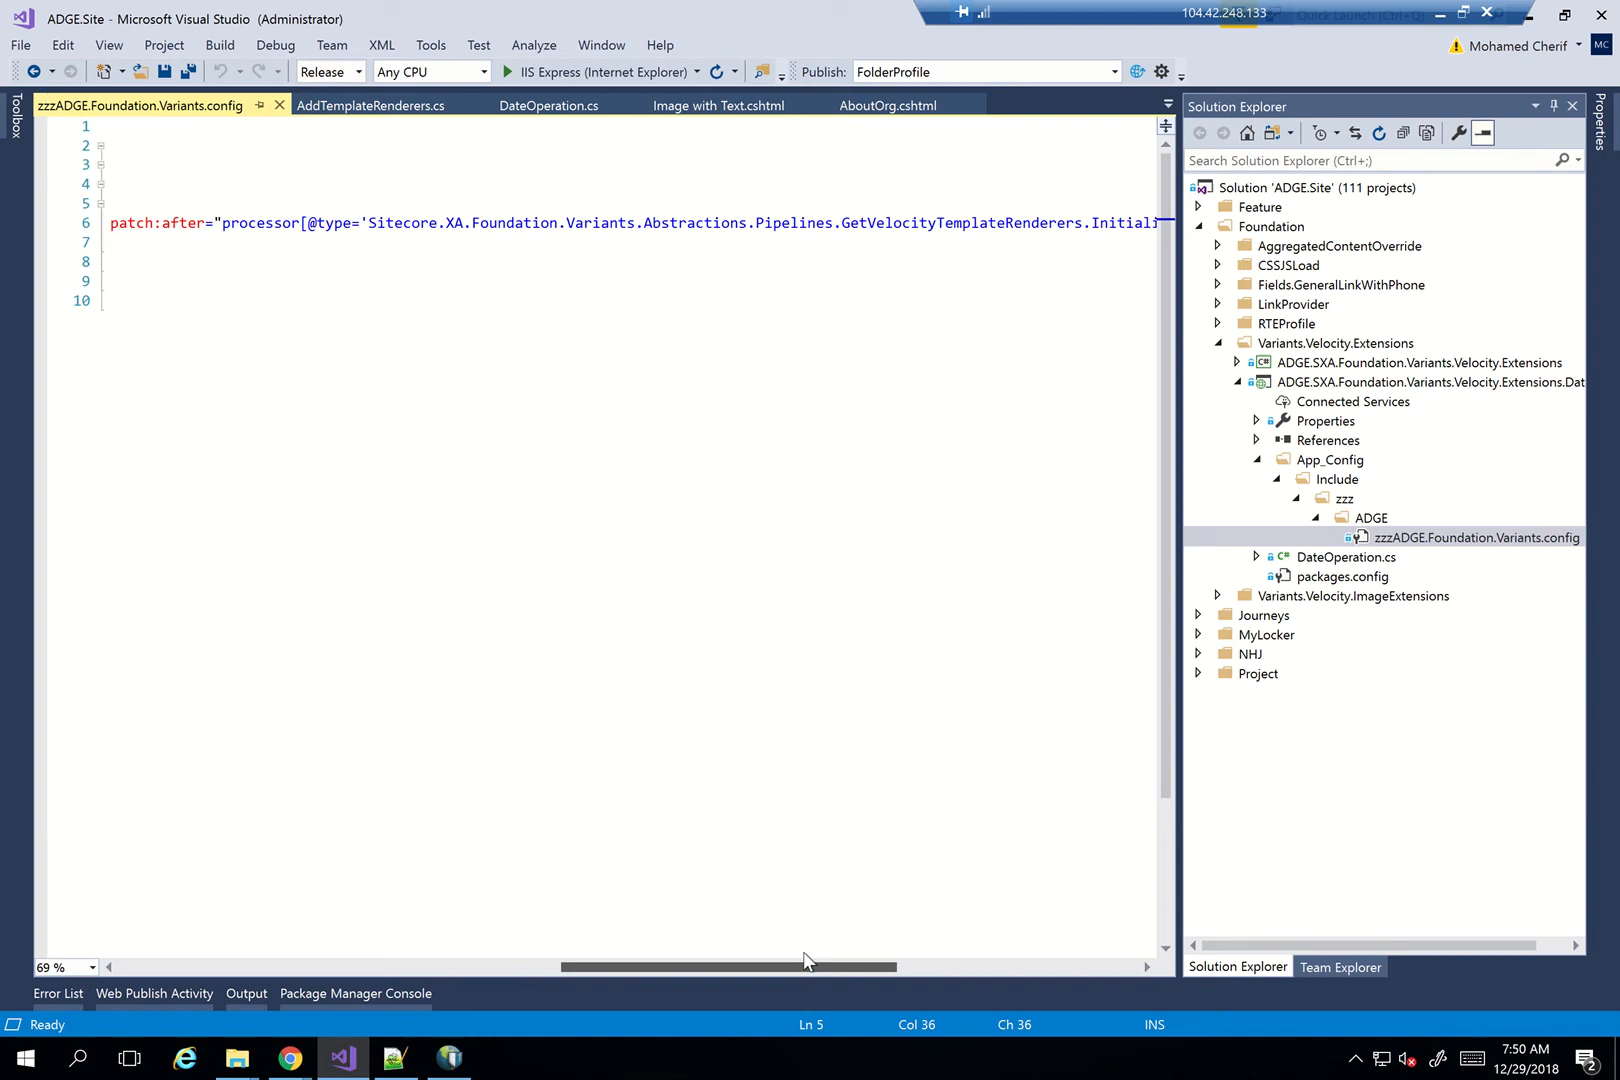 ADGE.Site - Microsoft Visual Studio (Administrator)
104.42.248.133
Quick Launch (Ctrl+Q)
File Edit View Project Build Debug Team XML Tools Test Analyze Window Help
Mohamed Cherif
MC
Release
Any CPU
IIS Express (Internet Explorer)
Publish:
FolderProfile
Toolbox
zzzADGE.Foundation.Variants.config
AddTemplateRenderers.cs
DateOperation.cs
Image with Text.cshtml
AboutOrg.cshtml
1
2
3
4
5
6 patch:after="processor[@type='Sitecore.XA.Foundation.Variants.Abstractions.Pipelines.GetVelocityTemplateRenderers.Initiali
7
8
9
10
69 %
Solution Explorer
Search Solution Explorer (Ctrl+;)
Solution 'ADGE.Site' (111 projects)
Feature
Foundation
AggregatedContentOverride
CSSJSLoad
Fields.GeneralLinkWithPhone
LinkProvider
RTEProfile
Variants.Velocity.Extensions
ADGE.SXA.Foundation.Variants.Velocity.Extensions
ADGE.SXA.Foundation.Variants.Velocity.Extensions.Dat
Connected Services
Properties
References
App_Config
Include
zzz
ADGE
zzzADGE.Foundation.Variants.config
DateOperation.cs
packages.config
Variants.Velocity.ImageExtensions
Journeys
MyLocker
NHJ
Project
Solution Explorer
Team Explorer
Properties
Error List Web Publish Activity Output Package Manager Console
Ready
Ln 5
Col 36
Ch 36
INS
7:50 AM
12/29/2018
2